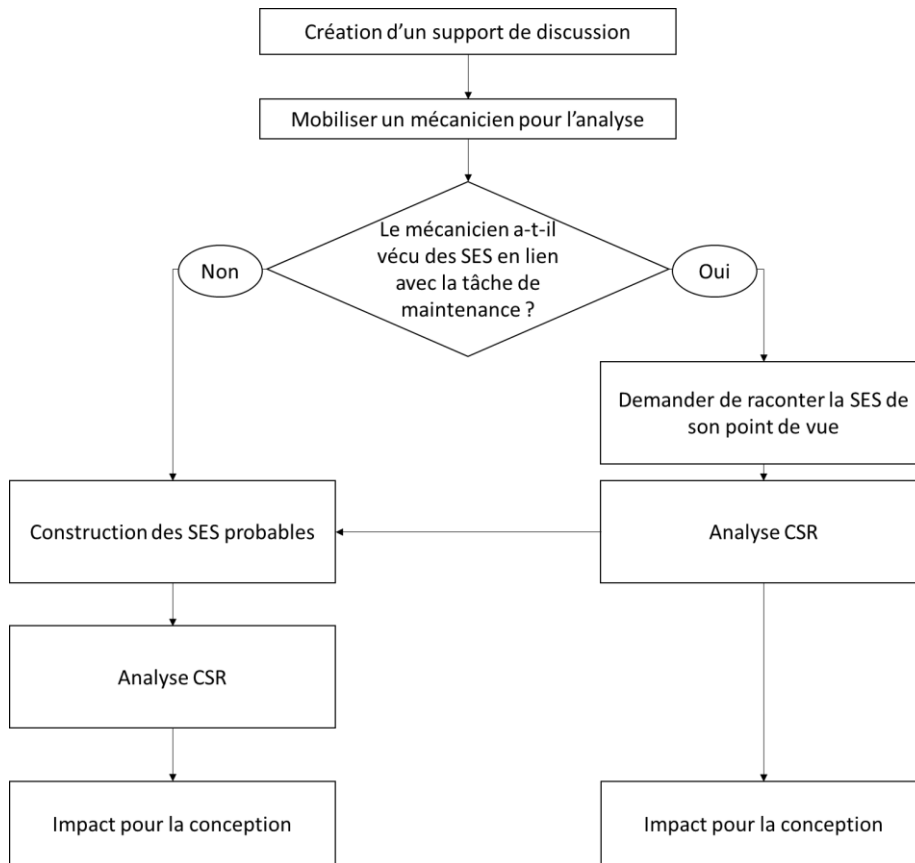 Création d’un support de discussion
Mobiliser un mécanicien pour l’analyse
Le mécanicien a-t-il
vécu des SES en lien
avec la tâche de
maintenance ?
Non
Oui
Demander de raconter la SES de
son point de vue
Construction des SES probables
Analyse CSR
Analyse CSR
Impact pour la conception
Impact pour la conception